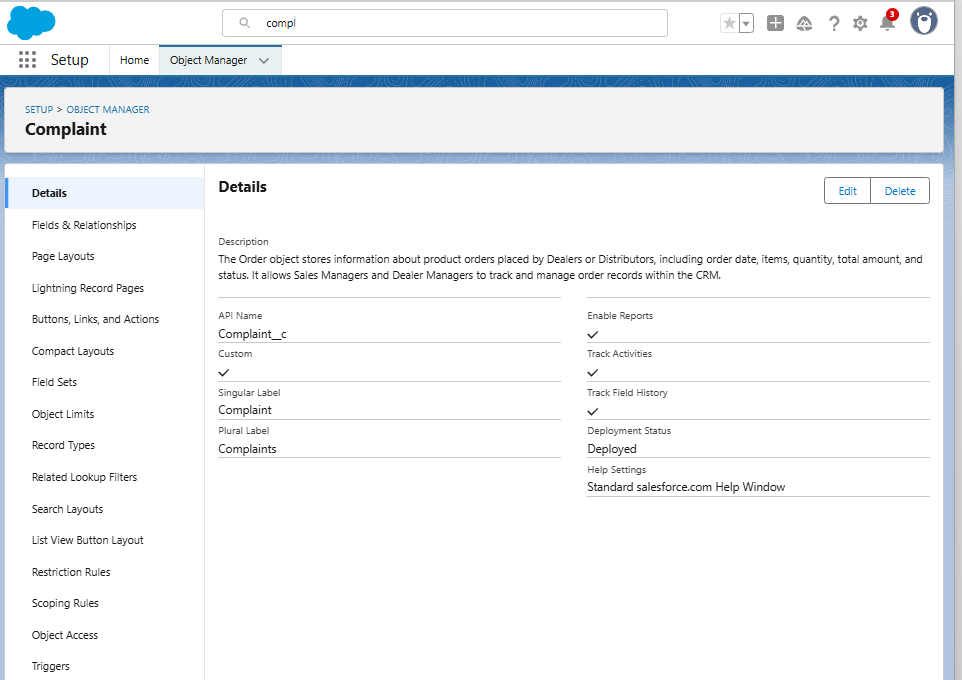 compl
3
Setup
Home
Object Manager
SETUP > OBJECT MANAGER
Complaint
Details
Fields & Relationships
Page Layouts
Lightning Record Pages
Buttons, Links, and Actions
Compact Layouts
Field Sets
Object Limits
Record Types
Related Lookup Filters
Search Layouts
List View Button Layout
Restriction Rules
Scoping Rules
Object Access
Triggers
Details
Edit
Delete
Description
The Order object stores information about product orders placed by Dealers or Distributors, including order date, items, quantity, total amount, and
status. It allows Sales Managers and Dealer Managers to track and manage order records within the CRM.
API Name
Complaint__c
Custom
Singular Label
Complaint
Plural Label
Complaints
Enable Reports
Track Activities
Track Field History
Deployment Status
Deployed
Help Settings
Standard salesforce.com Help Window